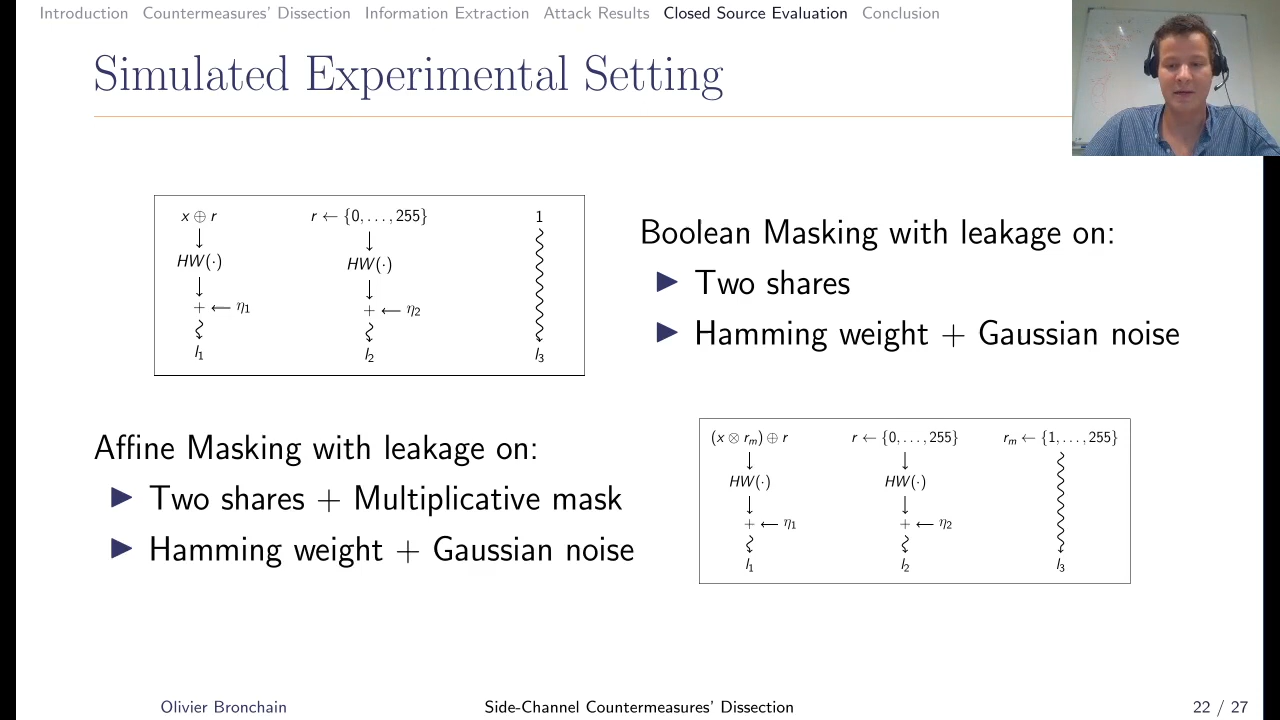 Introduction Countermeasures' Dissection Information Extraction Attack Results Closed Source Evaluation Conclusion
Simulated Experimental Setting
x ⊕ r r ← {0, . . . , 255} 1
HW(·) HW(·)
+ ← η₁ + ← η₂
l₁ l₂ l₃
Boolean Masking with leakage on:
▶ Two shares
▶ Hamming weight + Gaussian noise
Affine Masking with leakage on:
▶ Two shares + Multiplicative mask
▶ Hamming weight + Gaussian noise
(x ⊗ rₘ) ⊕ r r ← {0, . . . , 255} rₘ ← {1, . . . , 255}
HW(·) HW(·)
+ ← η₁ + ← η₂
l₁ l₂ l₃
Olivier Bronchain Side-Channel Countermeasures' Dissection 22 / 27